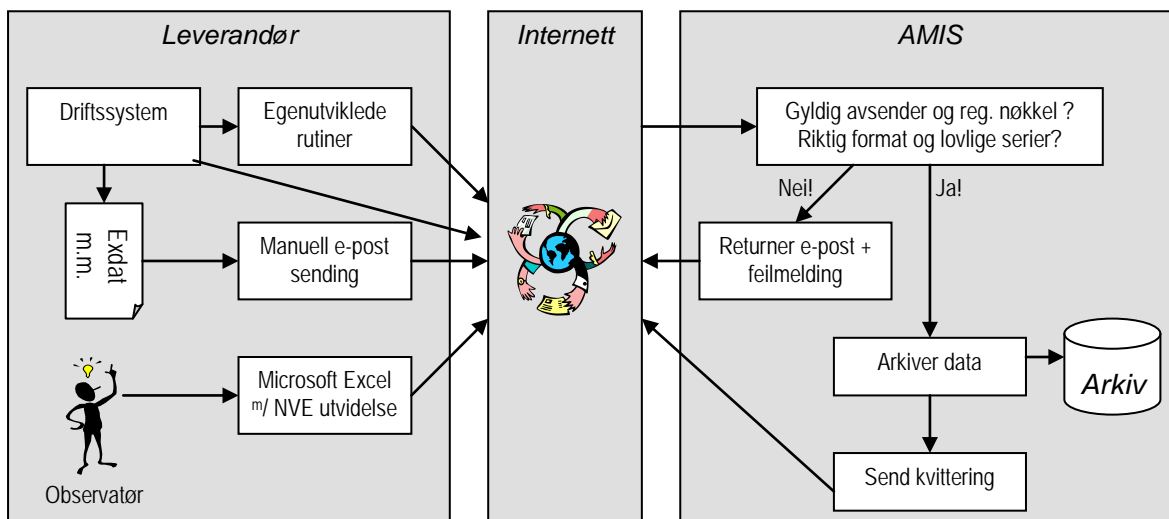 Leverandør
Driftssystem
Egenutviklede
rutiner
Exdat
m.m.
Manuell e-post
sending
Microsoft Excel
m/ NVE utvidelse
Observatør
Internett
AMIS
Gyldig avsender og reg. nøkkel ?
Riktig format og lovlige serier?
Nei!
Ja!
Returner e-post +
feilmelding
Arkiver data
Arkiv
Send kvittering